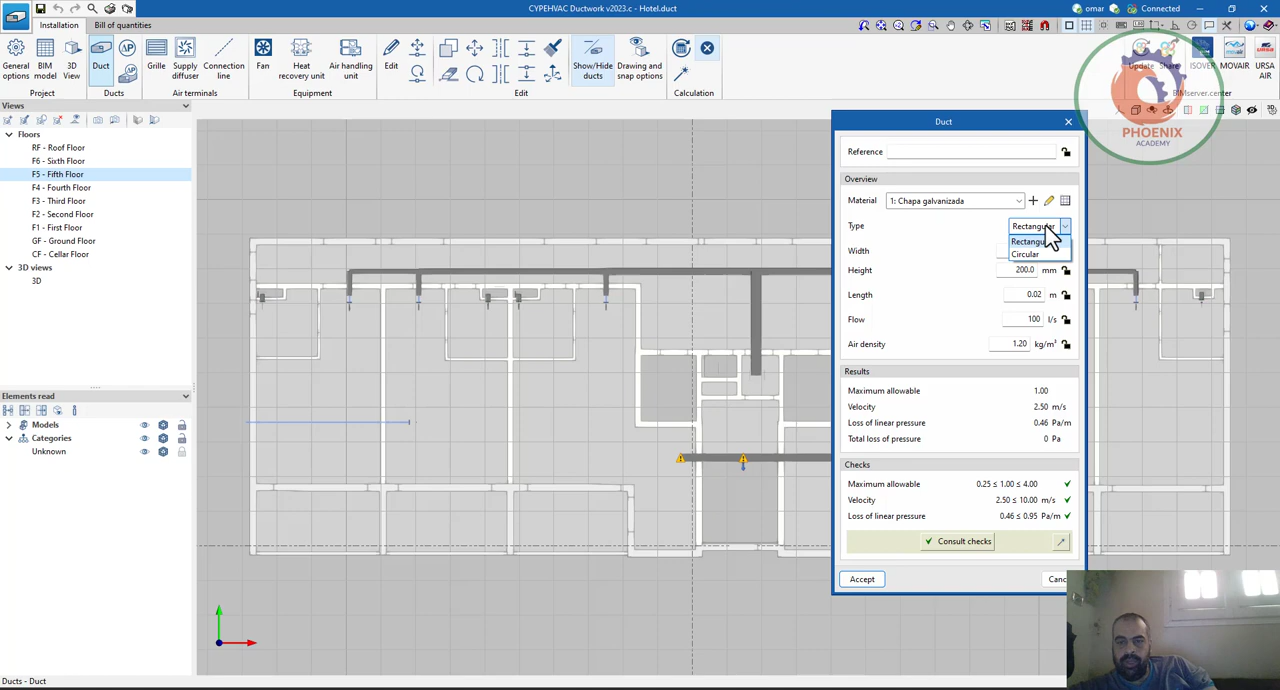 CYPEHVAC Ductwork v2023.c - Hotel.duct
omar
Connected
Installation
Bill of quantities
General options
BIM model
3D View
Duct
Grille
Supply diffuser
Connection line
Fan
Heat recovery unit
Air handling unit
Edit
Show/Hide ducts
Drawing and snap options
Update
Share
ISOVER
MOVAIR
URSA AIR
Project
Ducts
Air terminals
Equipment
Edit
Calculation
BIMserver.center
PHOENIX
ACADEMY
Views
Floors
RF - Roof Floor
F6 - Sixth Floor
F5 - Fifth Floor
F4 - Fourth Floor
F3 - Third Floor
F2 - Second Floor
F1 - First Floor
GF - Ground Floor
CF - Cellar Floor
3D views
3D
Elements read
Models
Categories
Unknown
Duct
Reference
Overview
Material 1: Chapa galvanizada
Type Rectangular
Rectangu
Circular
Width
Height 200.0 mm
Length 0.02 m
Flow 100 l/s
Air density 1.20 kg/m³
Results
Maximum allowable 1.00
Velocity 2.50 m/s
Loss of linear pressure 0.46 Pa/m
Total loss of pressure 0 Pa
Checks
Maximum allowable 0.25 ≤ 1.00 ≤ 4.00
Velocity 2.50 ≤ 10.00 m/s
Loss of linear pressure 0.46 ≤ 0.95 Pa/m
Consult checks
Accept
Canc
Ducts - Duct